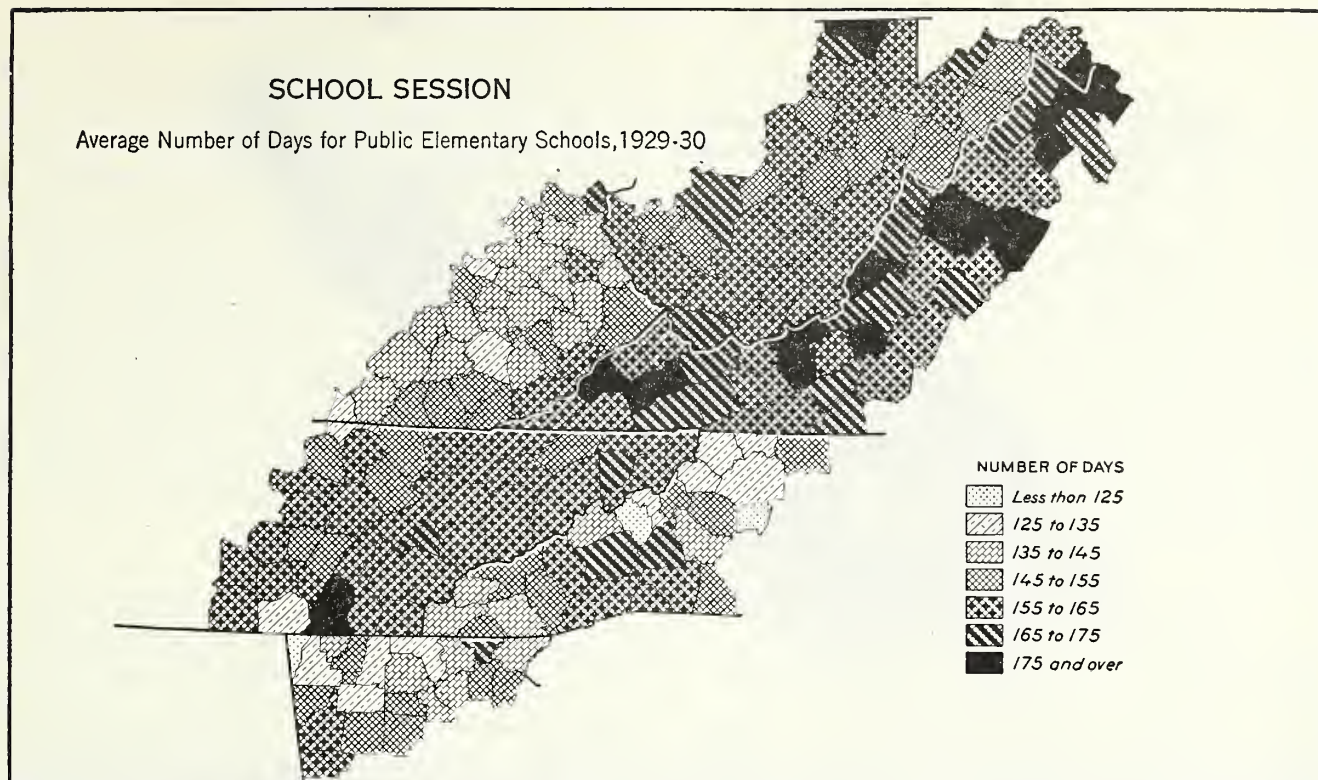 SCHOOL SESSION
Average Number of Days for Public Elementary Schools, 1929-30
NUMBER OF DAYS
Less than 125
125 to 135
135 to 145
145 to 155
155 to 165
165 to 175
175 and over